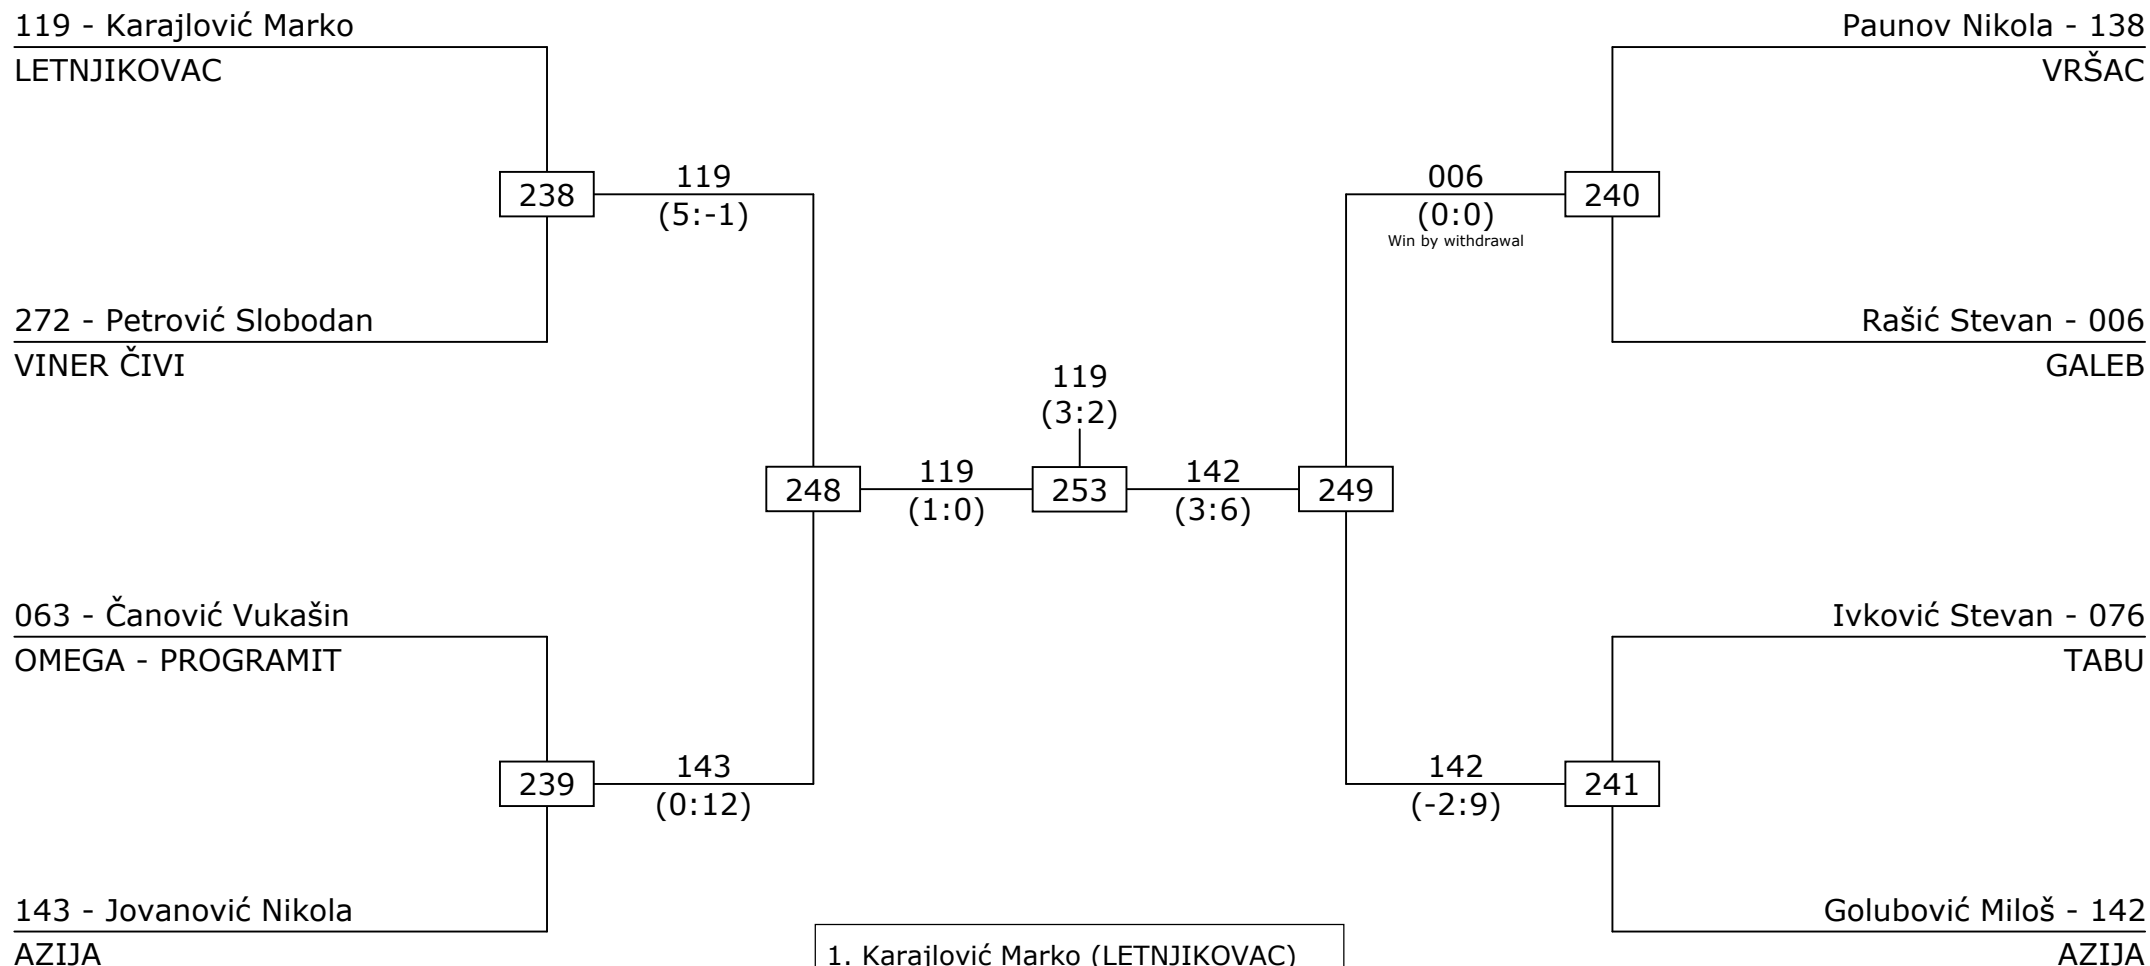 119 - Karajlović Marko
LETNJIKOVAC
Paunov Nikola - 138
VRŠAC
238
119
(5:-1)
006
(0:0)
Win by withdrawal
240
272 - Petrović Slobodan
VINER ČIVI
Rašić Stevan - 006
GALEB
119
(3:2)
248
119
(1:0)
253
142
(3:6)
249
063 - Čanović Vukašin
OMEGA - PROGRAMIT
Ivković Stevan - 076
TABU
239
143
(0:12)
142
(-2:9)
241
143 - Jovanović Nikola
AZIJA
Golubović Miloš - 142
AZIJA
1. Karajlović Marko (LETNJIKOVAC)